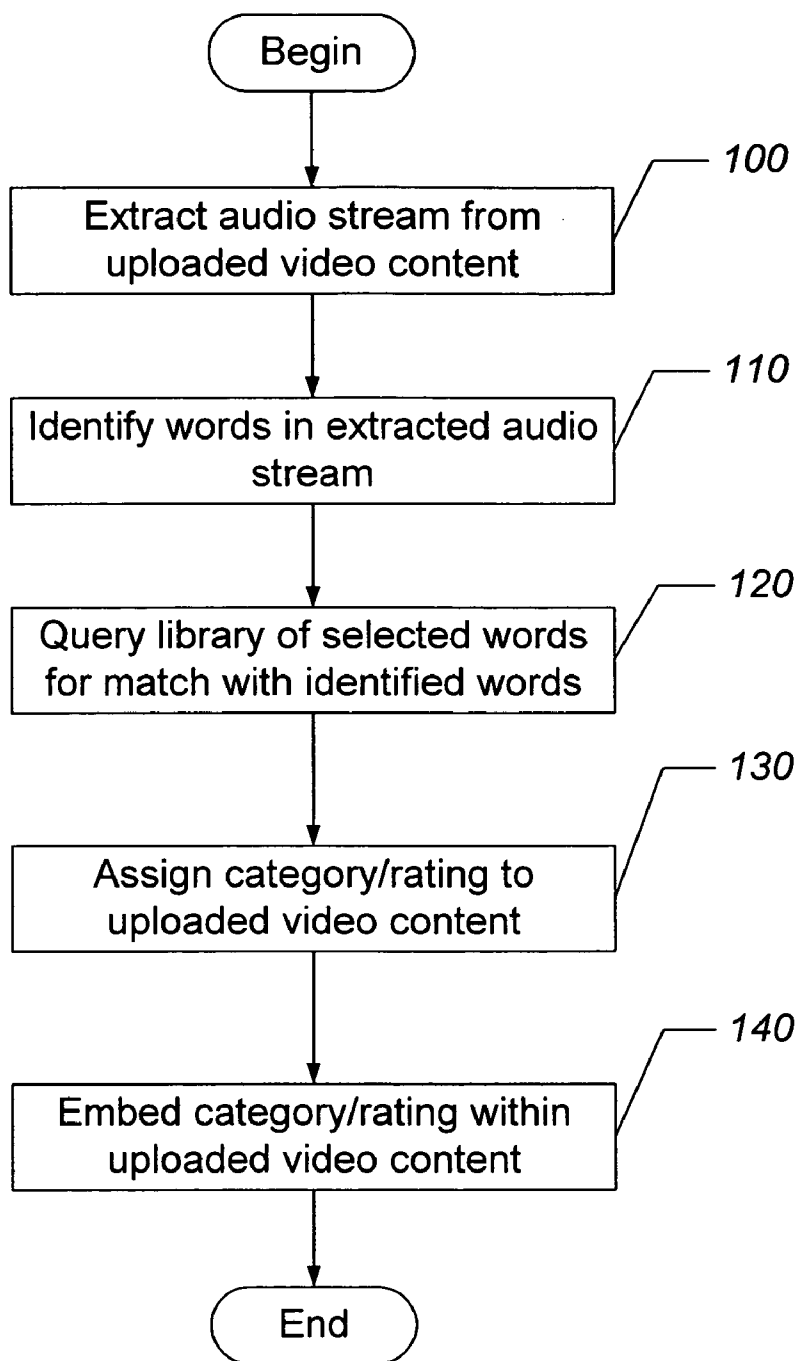 Begin
100
Extract audio stream from
uploaded video content
110
Identify words in extracted audio
stream
120
Query library of selected words
for match with identified words
130
Assign category/rating to
uploaded video content
140
Embed category/rating within
uploaded video content
End